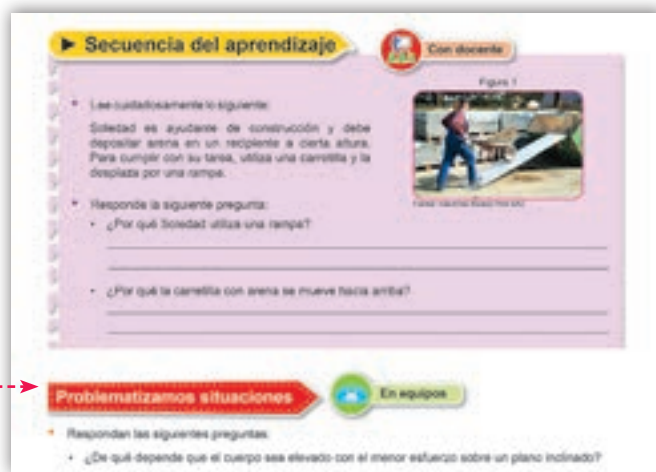 Secuencia del aprendizaje
Con docente
Figura 1
Lee cuidadosamente lo siguiente:
Soledad es ayudante de construcción y debe
depositar arena en un recipiente a cierta altura.
Para cumplir con su tarea, utiliza una carretilla y la
desplaza por una rampa.
Responde la siguiente pregunta:
¿Por qué Soledad utiliza una rampa?
¿Por qué la carretilla con arena se mueve hacia arriba?
Problematizamos situaciones
En equipos
Respondan las siguientes preguntas:
¿De qué depende que el cuerpo sea elevado con el menor esfuerzo sobre un plano inclinado?